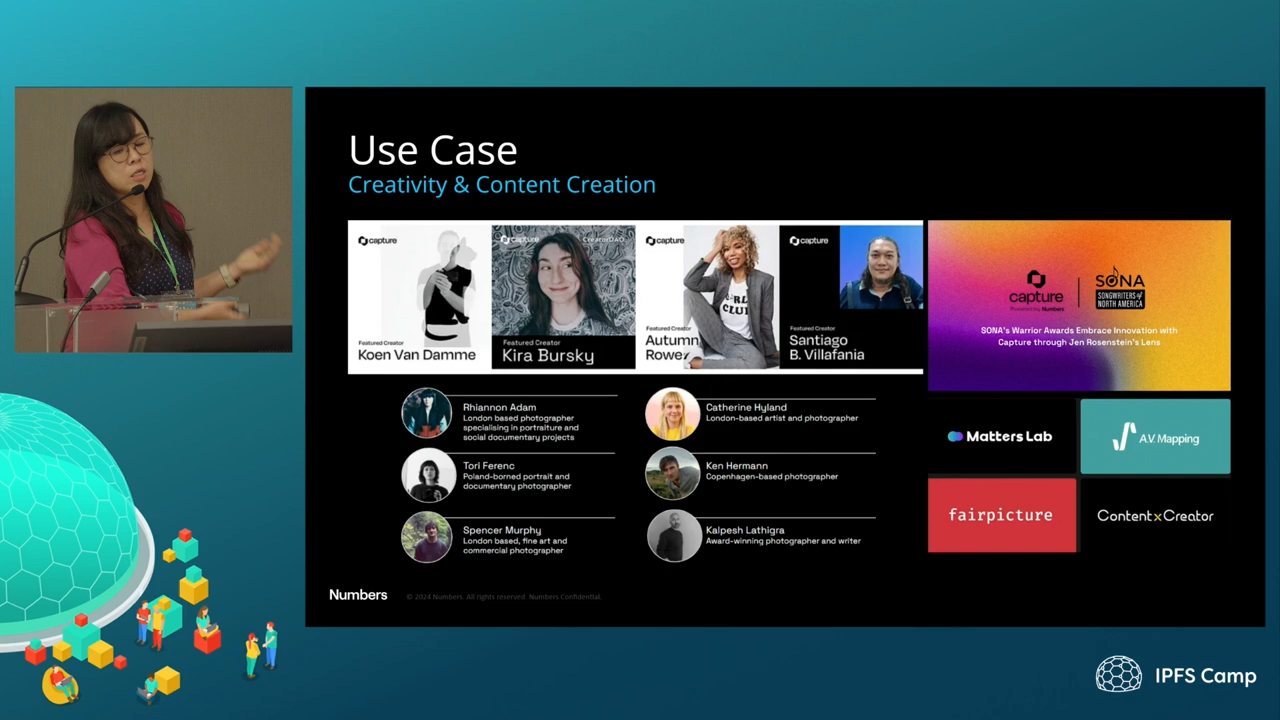 Use Case
Creativity & Content Creation
capture
Featured Creator
Koen Van Damme
capture
CreatorDAO
Featured Creator
Kira Bursky
capture
Featured Creator
Autumn
Rowe
capture
Featured Creator
Santiago
B. Villafania
capture
Powered by Numbers
SONA
SONGWRITERS of
NORTH AMERICA
SONA's Warrior Awards Embrace Innovation with
Capture through Jen Rosenstein's Lens
Rhiannon Adam
London based photographer
specialising in portraiture and
social documentary projects
Catherine Hyland
London-based artist and photographer
Tori Ferenc
Poland-borned portrait and
documentary photographer
Ken Hermann
Copenhagen-based photographer
Spencer Murphy
London based, fine art and
commercial photographer
Kalpesh Lathigra
Award-winning photographer and writer
Matters Lab
A.V. Mapping
fairpicture
ContentxCreator
Numbers
© 2024 Numbers. All rights reserved. Numbers Confidential.
IPFS Camp